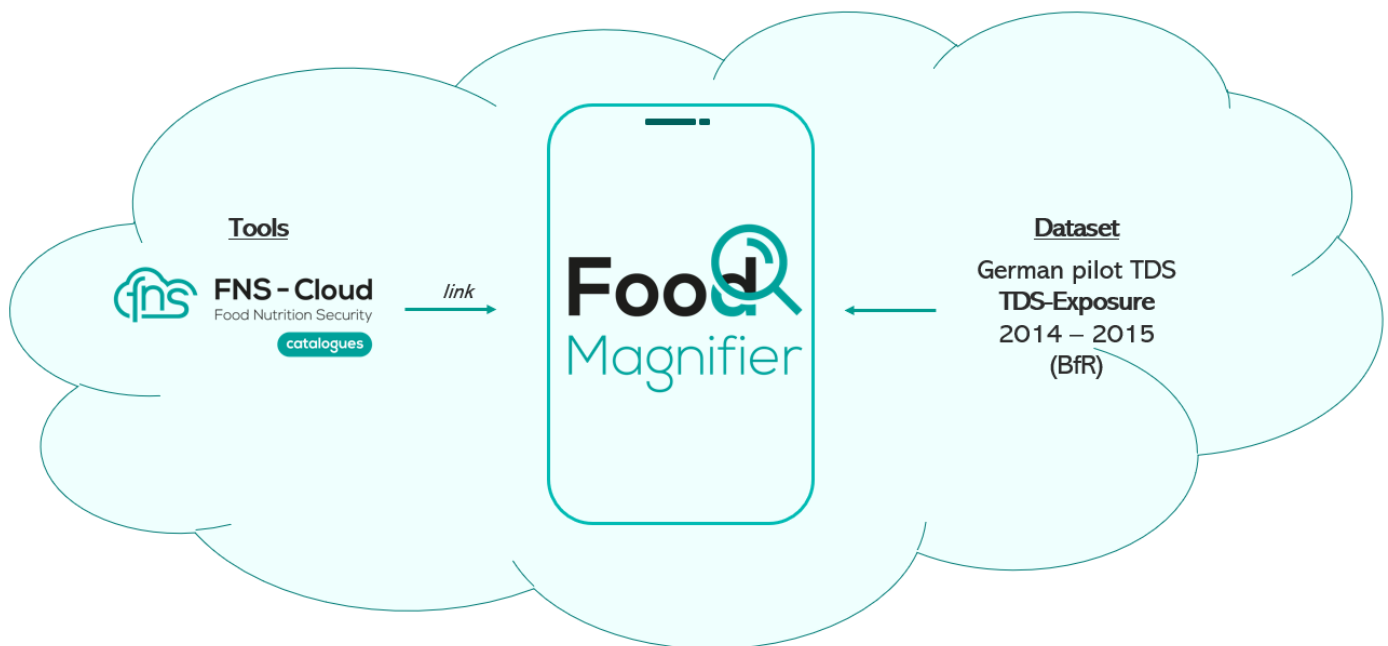 Tools
fns
FNS - Cloud
Food Nutrition Security
catalogues
link
Food
Magnifier
Dataset
German pilot TDS
TDS-Exposure
2014 – 2015
(BfR)